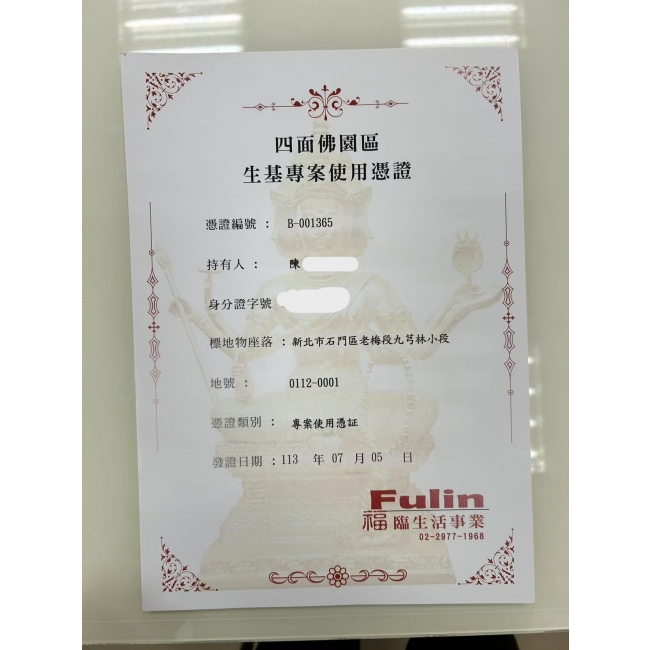 四面佛園區
生基專案使用憑證
憑證編號 : B-001365
持有人 : 陳
身分證字號
標地物座落 : 新北市石門區老梅段九芎林小段
地號 : 0112-0001
憑證類別 : 專案使用憑証
發證日期 : 113 年 07 月 05 日
Fulin
福臨生活事業
02-2977-1968